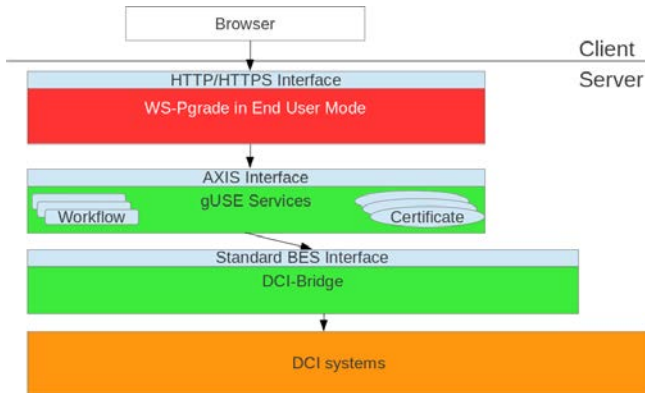 Browser
Client
HTTP/HTTPS Interface
Server
WS-Pgrade in End User Mode
AXIS Interface
gUSE Services
Workflow
Certificate
Standard BES Interface
DCI-Bridge
DCI systems